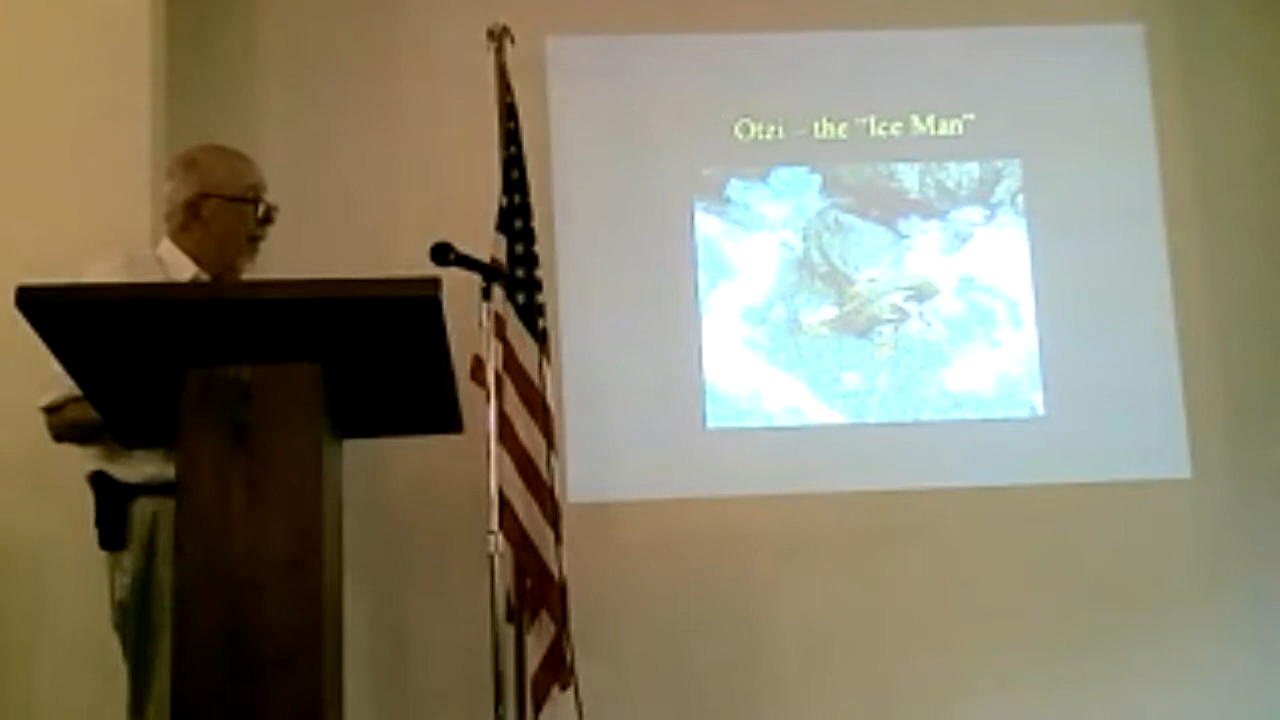 Otzi – the "Ice Man"